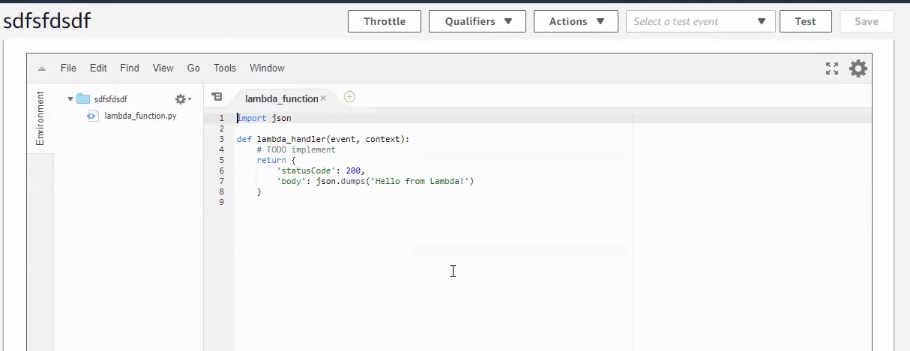 sdfsfdsdf
Throttle Qualifiers Actions Select a test event Test Save
File Edit Find View Go Tools Window
Environment
sdfsfdsdf
lambda_function.py
lambda_function
1 import json
2
3 def lambda_handler(event, context):
4     # TODO implement
5     return {
6         'statusCode': 200,
7         'body': json.dumps('Hello from Lambda!')
8     }
9